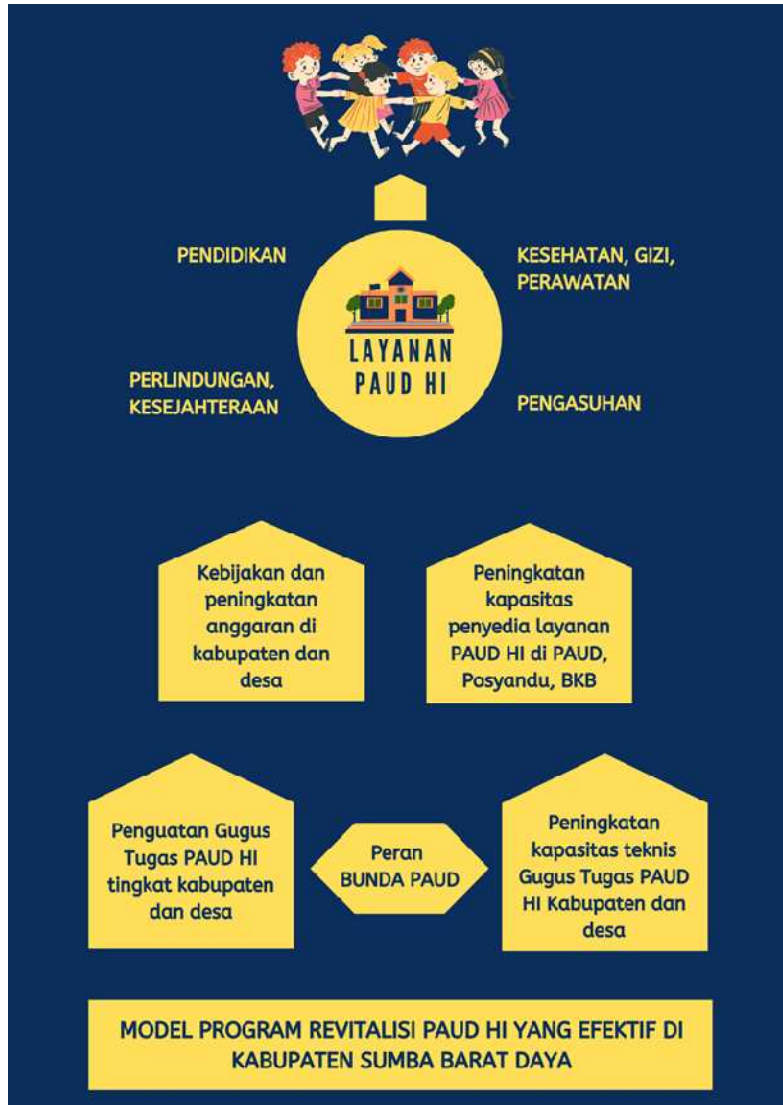 PENDIDIKAN
KESEHATAN, GIZI,
PERAWATAN
LAYANAN
PAUD HI
PERLINDUNGAN,
KESEJAHTERAAN
PENGASUHAN
Kebijakan dan
peningkatan
anggaran di
kabupaten dan
desa
Peningkatan
kapasitas
penyedia layanan
PAUD HI di PAUD,
Posyandu, BKB
Penguatan Gugus
Tugas PAUD HI
tingkat kabupaten
dan desa
Peran
BUNDA PAUD
Peningkatan
kapasitas teknis
Gugus Tugas PAUD
HI Kabupaten dan
desa
MODEL PROGRAM REVITALISI PAUD HI YANG EFEKTIF DI
KABUPATEN SUMBA BARAT DAYA